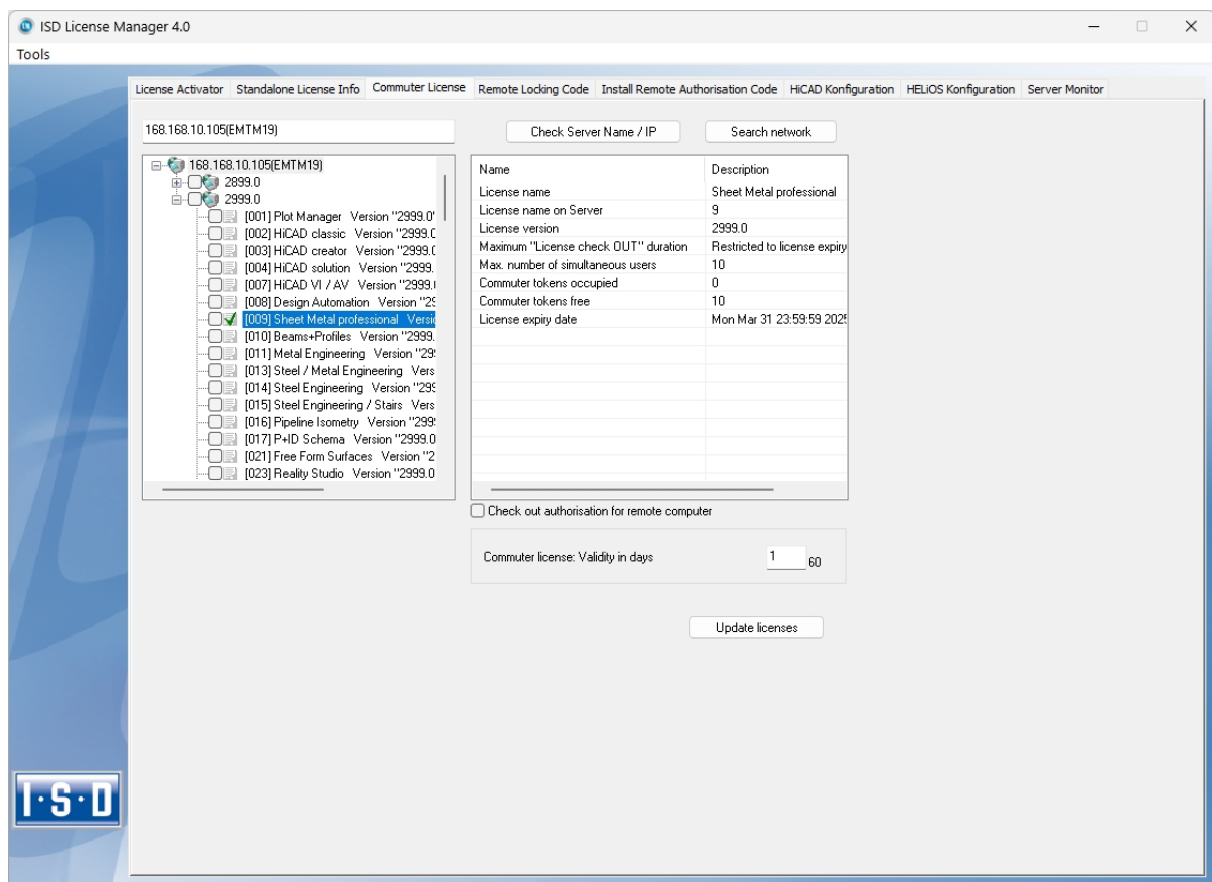 ISD License Manager 4.0
Tools
License Activator Standalone License Info Commuter License Remote Locking Code Install Remote Authorisation Code HiCAD Konfiguration HELiOS Konfiguration Server Monitor
168.168.10.105(EMTM19)
Check Server Name / IP
Search network
168.168.10.105(EMTM19)
2899.0
2999.0
[001] Plot Manager Version "2999.0"
[002] HiCAD classic Version "2999.0
[003] HiCAD creator Version "2999.0
[004] HiCAD solution Version "2999.
[007] HiCAD VI / AV Version "2999.
[008] Design Automation Version "29
[009] Sheet Metal professional Versio
[010] Beams+Profiles Version "2999.
[011] Metal Engineering Version "29
[013] Steel / Metal Engineering Vers
[014] Steel Engineering Version "299
[015] Steel Engineering / Stairs Vers
[016] Pipeline Isometry Version "299
[017] P+ID Schema Version "2999.0
[021] Free Form Surfaces Version "2
[023] Reality Studio Version "2999.0
Name Description
License name Sheet Metal professional
License name on Server 9
License version 2999.0
Maximum "License check OUT" duration Restricted to license expiry
Max. number of simultaneous users 10
Commuter tokens occupied 0
Commuter tokens free 10
License expiry date Mon Mar 31 23:59:59 2025
Check out authorisation for remote computer
Commuter license: Validity in days 1 60
Update licenses
I·S·D